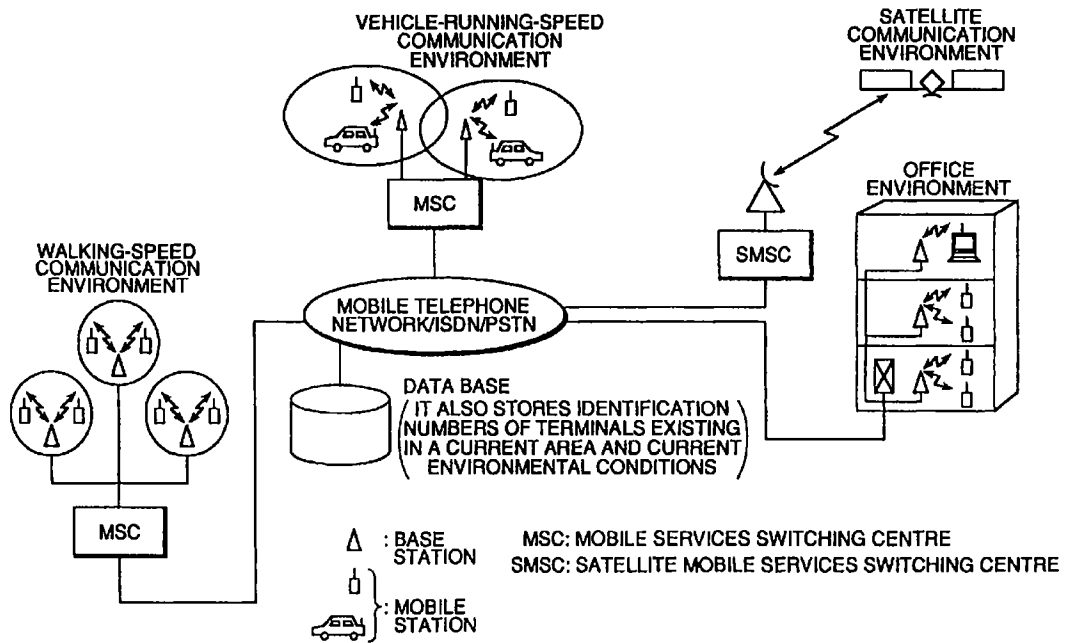 VEHICLE-RUNNING-SPEED
COMMUNICATION
ENVIRONMENT
SATELLITE
COMMUNICATION
ENVIRONMENT
MSC
OFFICE
ENVIRONMENT
SMSC
WALKING-SPEED
COMMUNICATION
ENVIRONMENT
MOBILE TELEPHONE
NETWORK/ISDN/PSTN
DATA BASE
(IT ALSO STORES IDENTIFICATION
NUMBERS OF TERMINALS EXISTING
IN A CURRENT AREA AND CURRENT
ENVIRONMENTAL CONDITIONS)
MSC
: BASE
STATION
MSC: MOBILE SERVICES SWITCHING CENTRE
SMSC: SATELLITE MOBILE SERVICES SWITCHING CENTRE
: MOBILE
STATION